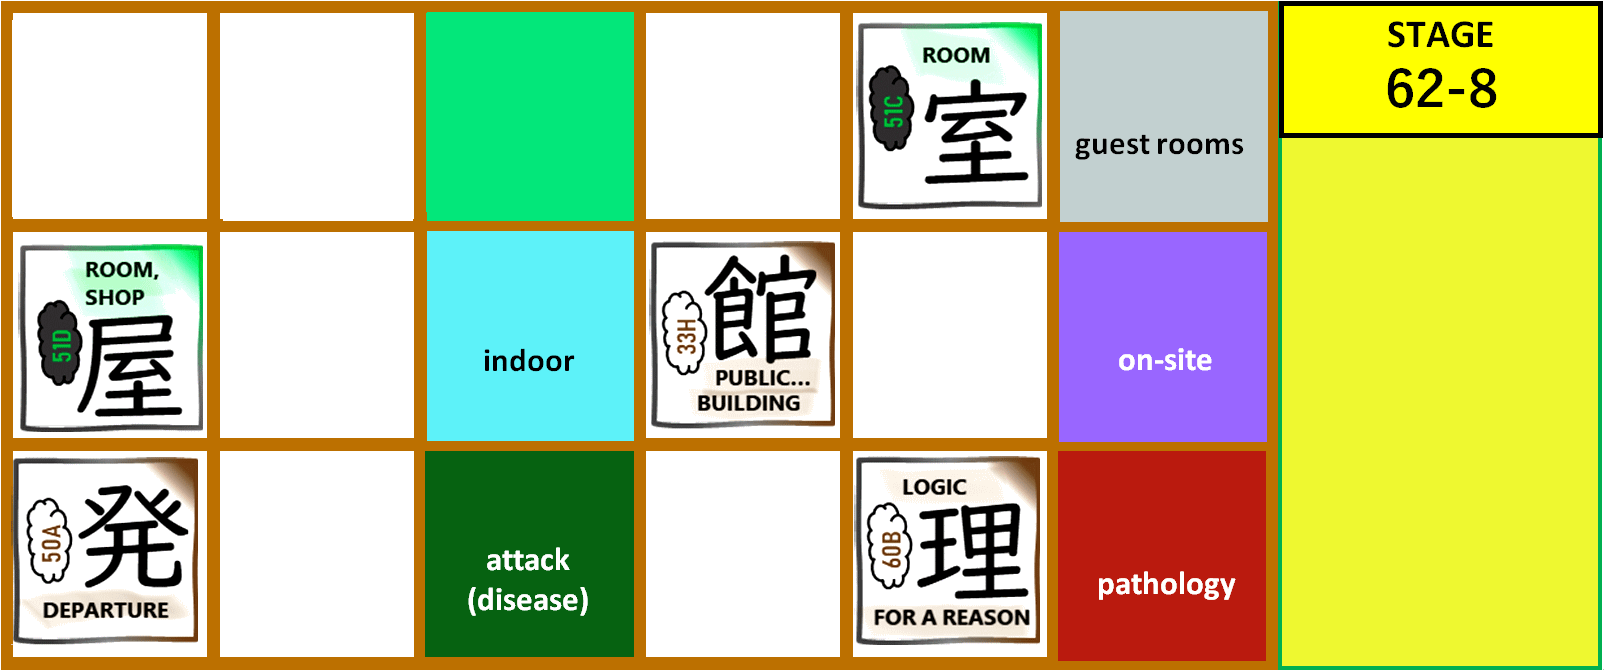 ROOM
51C
室
guest rooms
STAGE
62-8
ROOM,
SHOP
51D
屋
indoor
館
33H
PUBLIC...
BUILDING
on-site
50A
発
DEPARTURE
attack
(disease)
LOGIC
60B
理
FOR A REASON
pathology